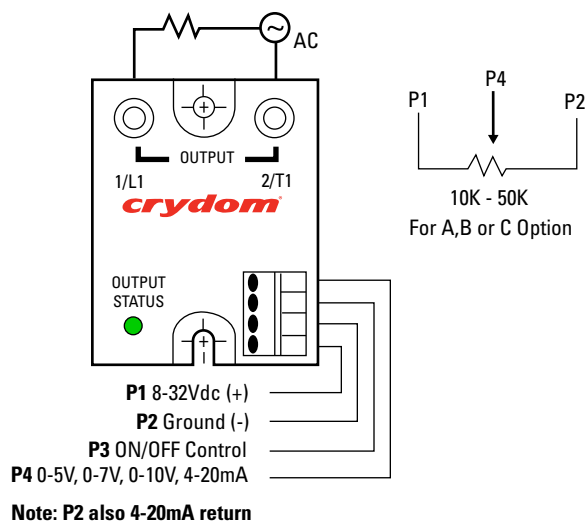 AC
OUTPUT
1/L1 2/T1
crydom
OUTPUT
STATUS
P1 8-32Vdc (+)
P2 Ground (-)
P3 ON/OFF Control
P4 0-5V, 0-7V, 0-10V, 4-20mA
Note: P2 also 4-20mA return
P4
P1 P2
10K - 50K
For A,B or C Option